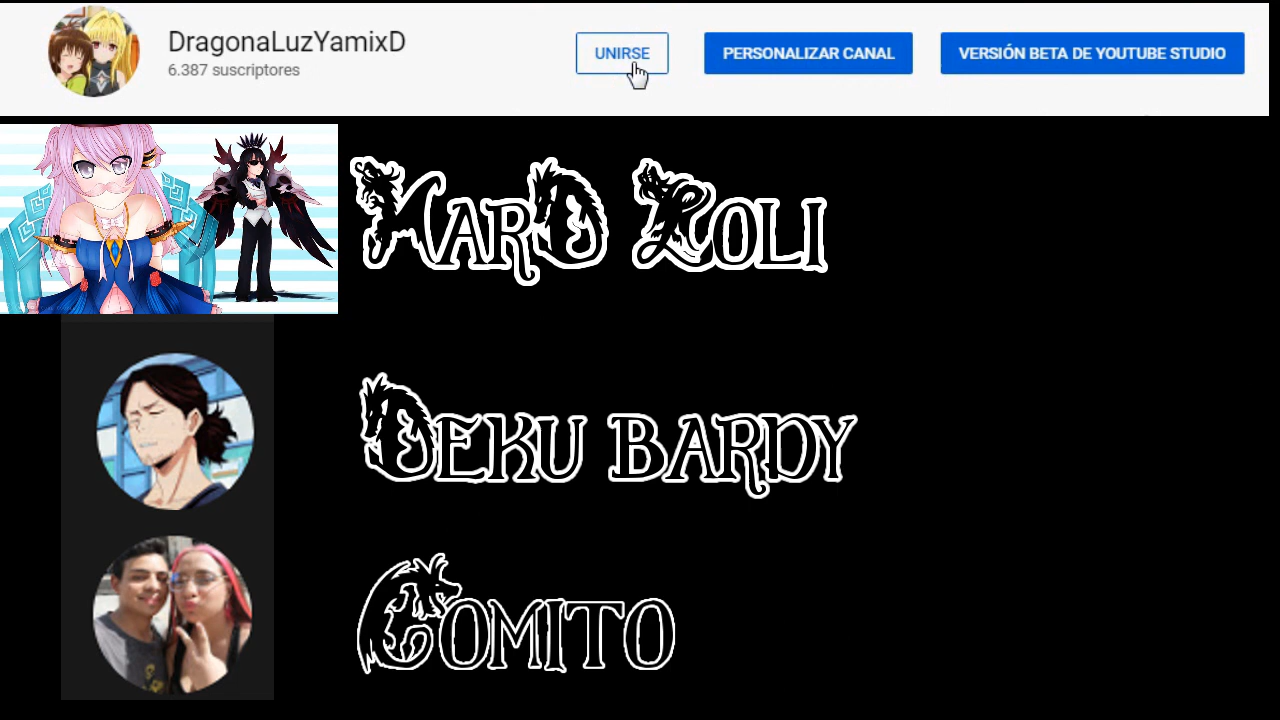 DragonaLuzYamixD
6.387 suscriptores
UNIRSE
PERSONALIZAR CANAL
VERSIÓN BETA DE YOUTUBE STUDIO
HarD Loli
Deku bardy
Comito